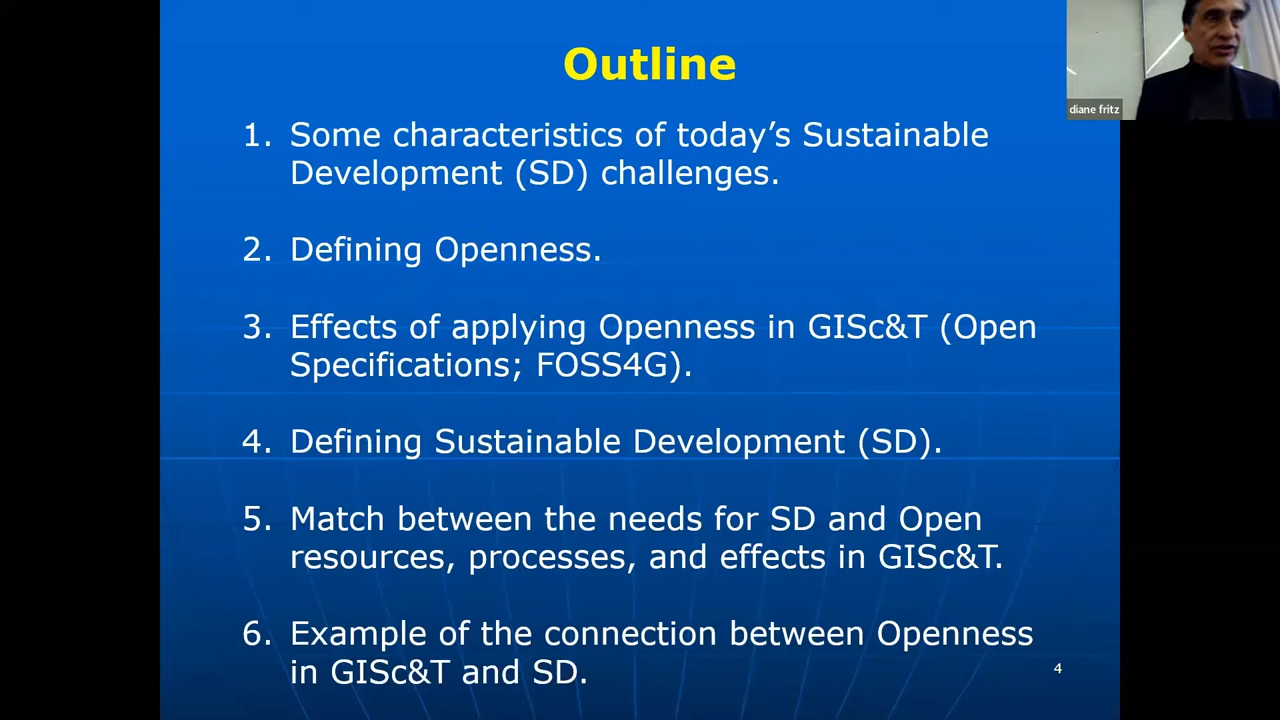 Outline
diane fritz
1. Some characteristics of today’s Sustainable
Development (SD) challenges.
2. Defining Openness.
3. Effects of applying Openness in GISc&T (Open
Specifications; FOSS4G).
4. Defining Sustainable Development (SD).
5. Match between the needs for SD and Open
resources, processes, and effects in GISc&T.
6. Example of the connection between Openness
in GISc&T and SD.
4